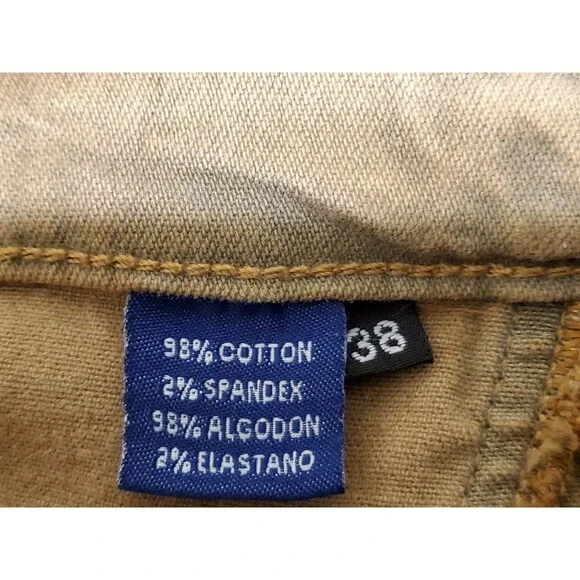 98% COTTON
2% SPANDEX
98% ALGODON
2% ELASTANO
38